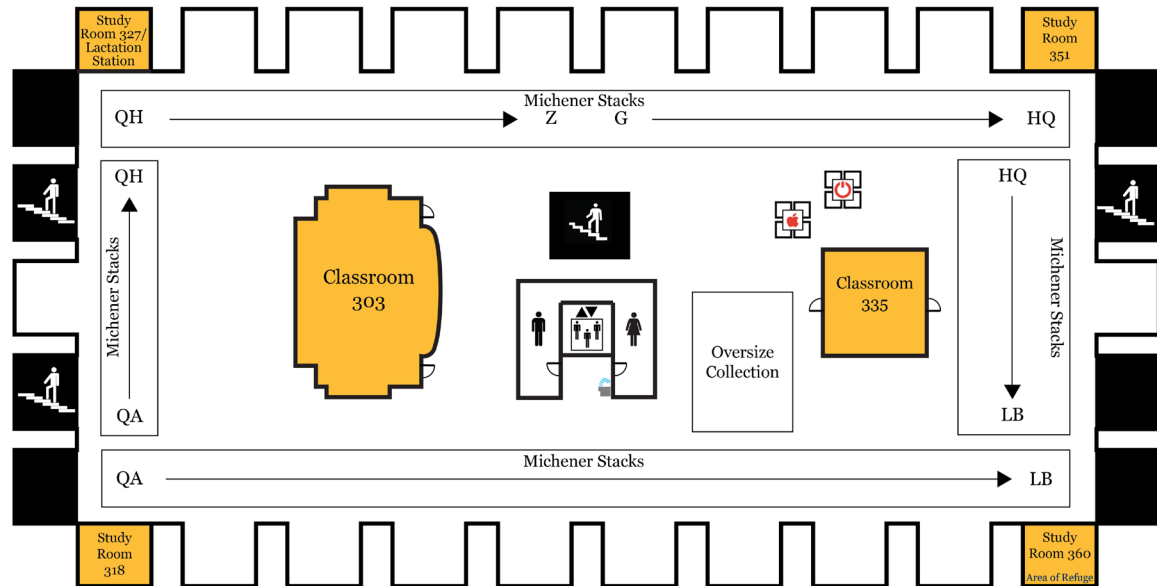 Study
Room 327/
Lactation
Station
Study
Room
351
Michener Stacks
QH
Z
G
HQ
QH
Michener Stacks
QA
HQ
Michener Stacks
LB
Classroom
303
Classroom
335
Oversize
Collection
Michener Stacks
QA
LB
Study
Room
318
Study
Room 360
Area of Refuge